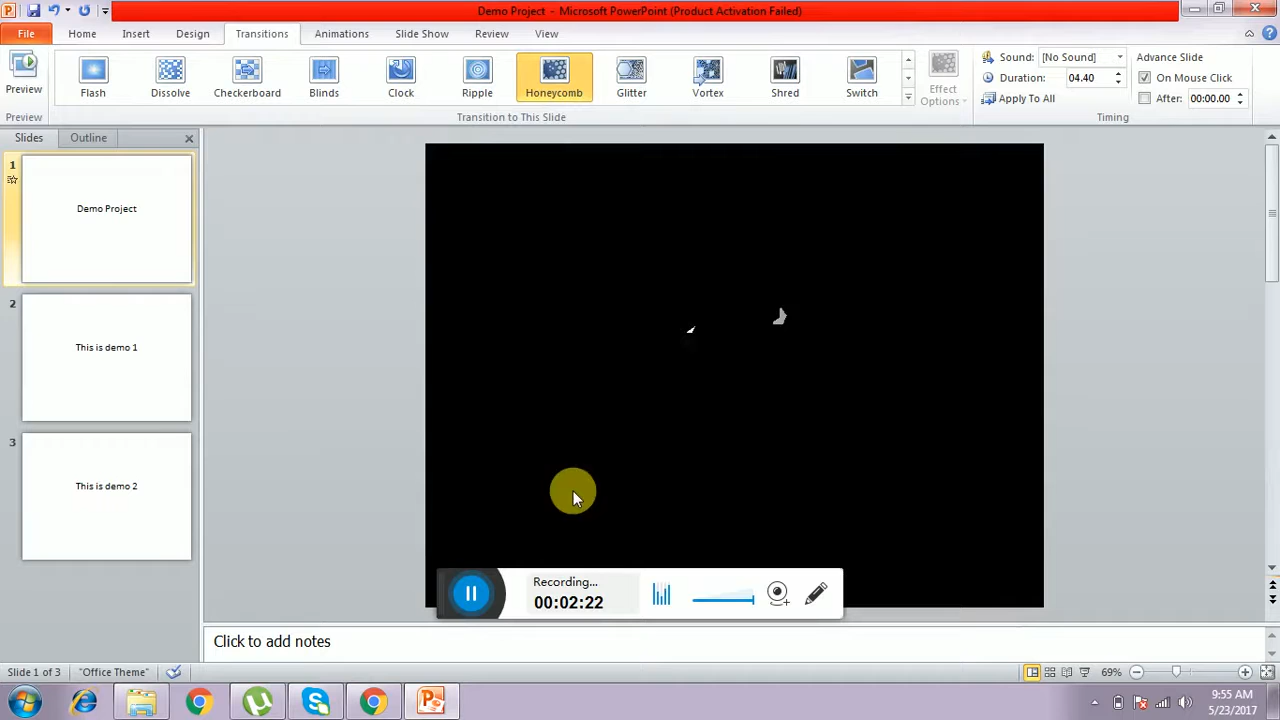 Demo Project - Microsoft PowerPoint (Product Activation Failed)
File Home Insert Design Transitions Animations Slide Show Review View
Preview Flash Dissolve Checkerboard Blinds Clock Ripple Honeycomb Glitter Vortex Shred Switch Effect Options
Sound: [No Sound] Advance Slide
Duration: 04.40 On Mouse Click
Apply To All After: 00:00.00
Preview Transition to This Slide Timing
Slides Outline
1
Demo Project
2
This is demo 1
3
This is demo 2
Recording...
00:02:22
Click to add notes
Slide 1 of 3 "Office Theme" 69%
9:55 AM
5/23/2017